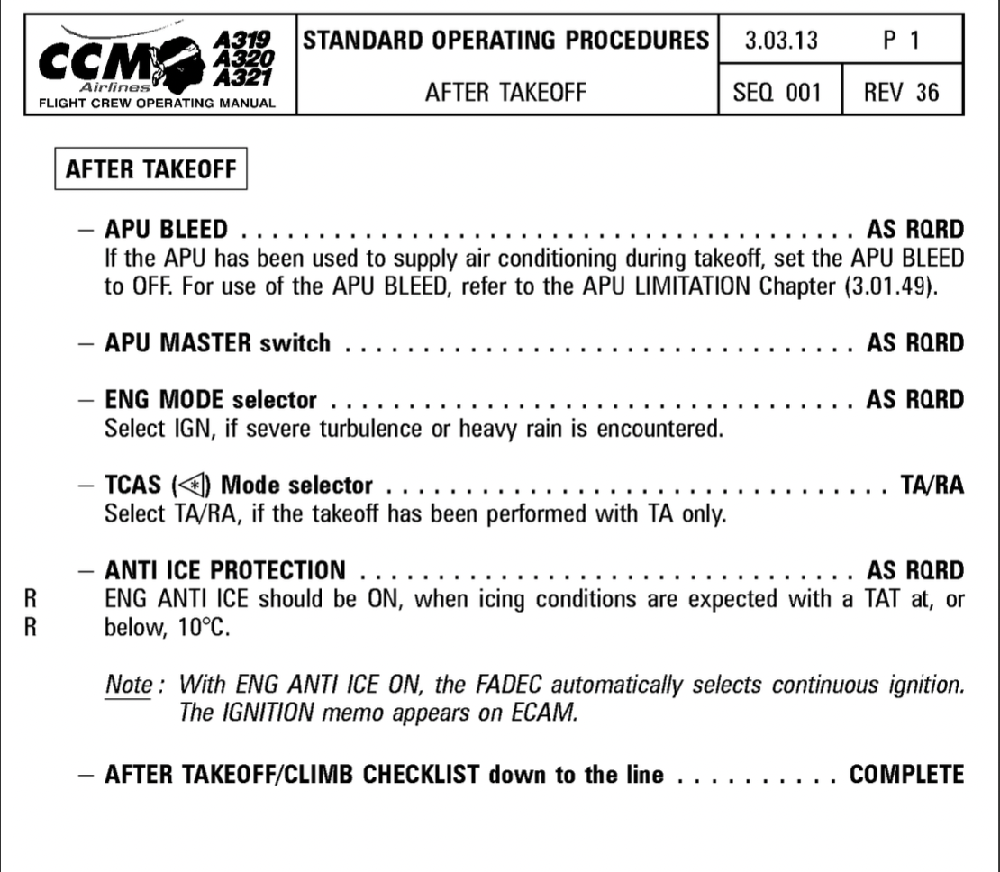 CCM Airlines A319 A320 A321
FLIGHT CREW OPERATING MANUAL
STANDARD OPERATING PROCEDURES
AFTER TAKEOFF
3.03.13 P 1
SEQ 001 REV 36
AFTER TAKEOFF
– APU BLEED . . . . . . . . . . . . . . . . . . . . . . . . . . . . . . . . . . . . . . . . AS RQRD
If the APU has been used to supply air conditioning during takeoff, set the APU BLEED
to OFF. For use of the APU BLEED, refer to the APU LIMITATION Chapter (3.01.49).
– APU MASTER switch . . . . . . . . . . . . . . . . . . . . . . . . . . . . . . . . . AS RQRD
– ENG MODE selector . . . . . . . . . . . . . . . . . . . . . . . . . . . . . . . . . . AS RQRD
Select IGN, if severe turbulence or heavy rain is encountered.
– TCAS (<*) Mode selector . . . . . . . . . . . . . . . . . . . . . . . . . . . . . . . . . TA/RA
Select TA/RA, if the takeoff has been performed with TA only.
– ANTI ICE PROTECTION . . . . . . . . . . . . . . . . . . . . . . . . . . . . . . . . AS RQRD
R ENG ANTI ICE should be ON, when icing conditions are expected with a TAT at, or
R below, 10°C.
Note : With ENG ANTI ICE ON, the FADEC automatically selects continuous ignition.
The IGNITION memo appears on ECAM.
– AFTER TAKEOFF/CLIMB CHECKLIST down to the line . . . . . . . . . . COMPLETE